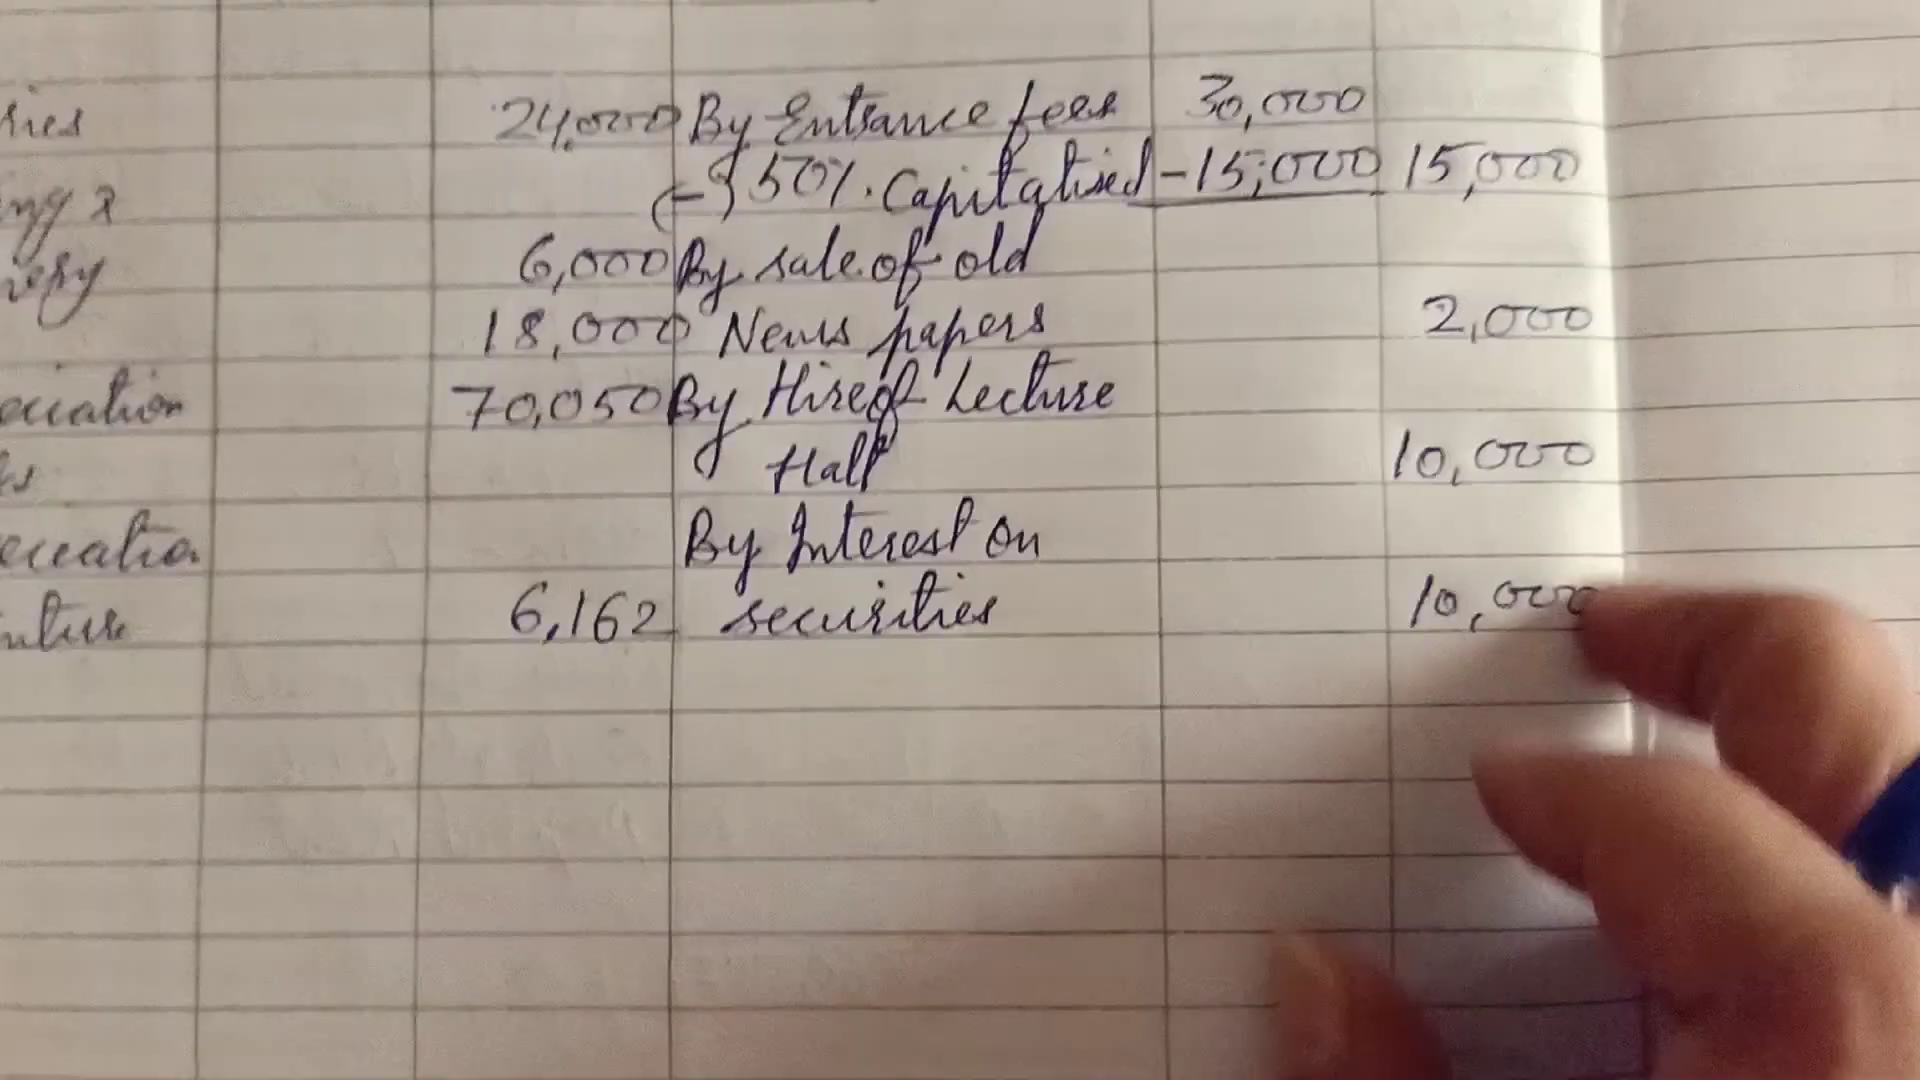 24,000 By Entrance fees 30,000
(-) 50%. Capitalised -15,000 15,000
6,000 By sale of old
18,000 News papers 2,000
70,050 By Hire of Lecture
Hall 10,000
By Interest on
6,162 securities 10,000